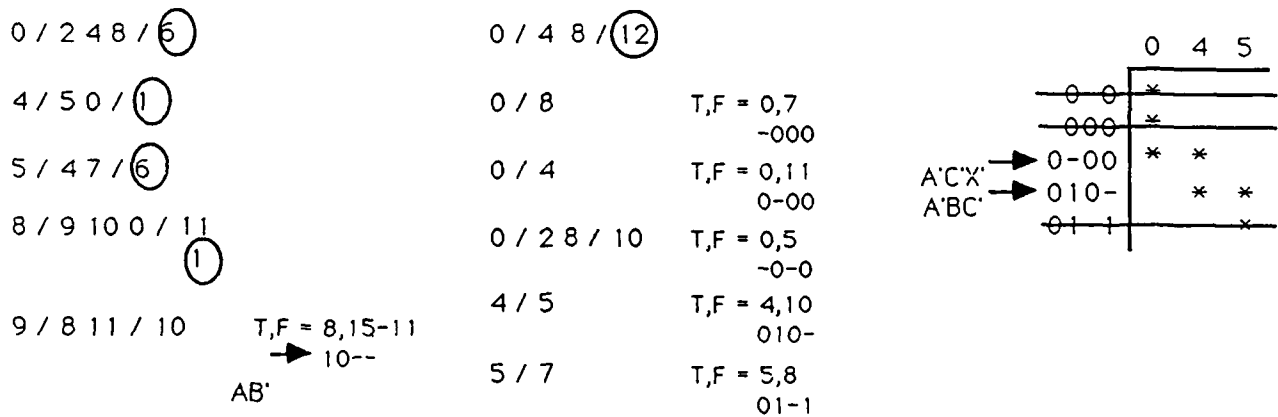 0 / 2 4 8 / 6
4 / 5 0 / 1
5 / 4 7 / 6
8 / 9 10 0 / 11
1
9 / 8 11 / 10 T,F = 8,15-11
10--
AB'
0 / 4 8 / 12
0 / 8 T,F = 0,7
-000
0 / 4 T,F = 0,11
0-00
0 / 2 8 / 10 T,F = 0,5
-0-0
4 / 5 T,F = 4,10
010-
5 / 7 T,F = 5,8
01-1
0 4 5
-0-0 *
-000 *
A'C'X' 0-00 * *
A'BC' 010- * *
01-1 *